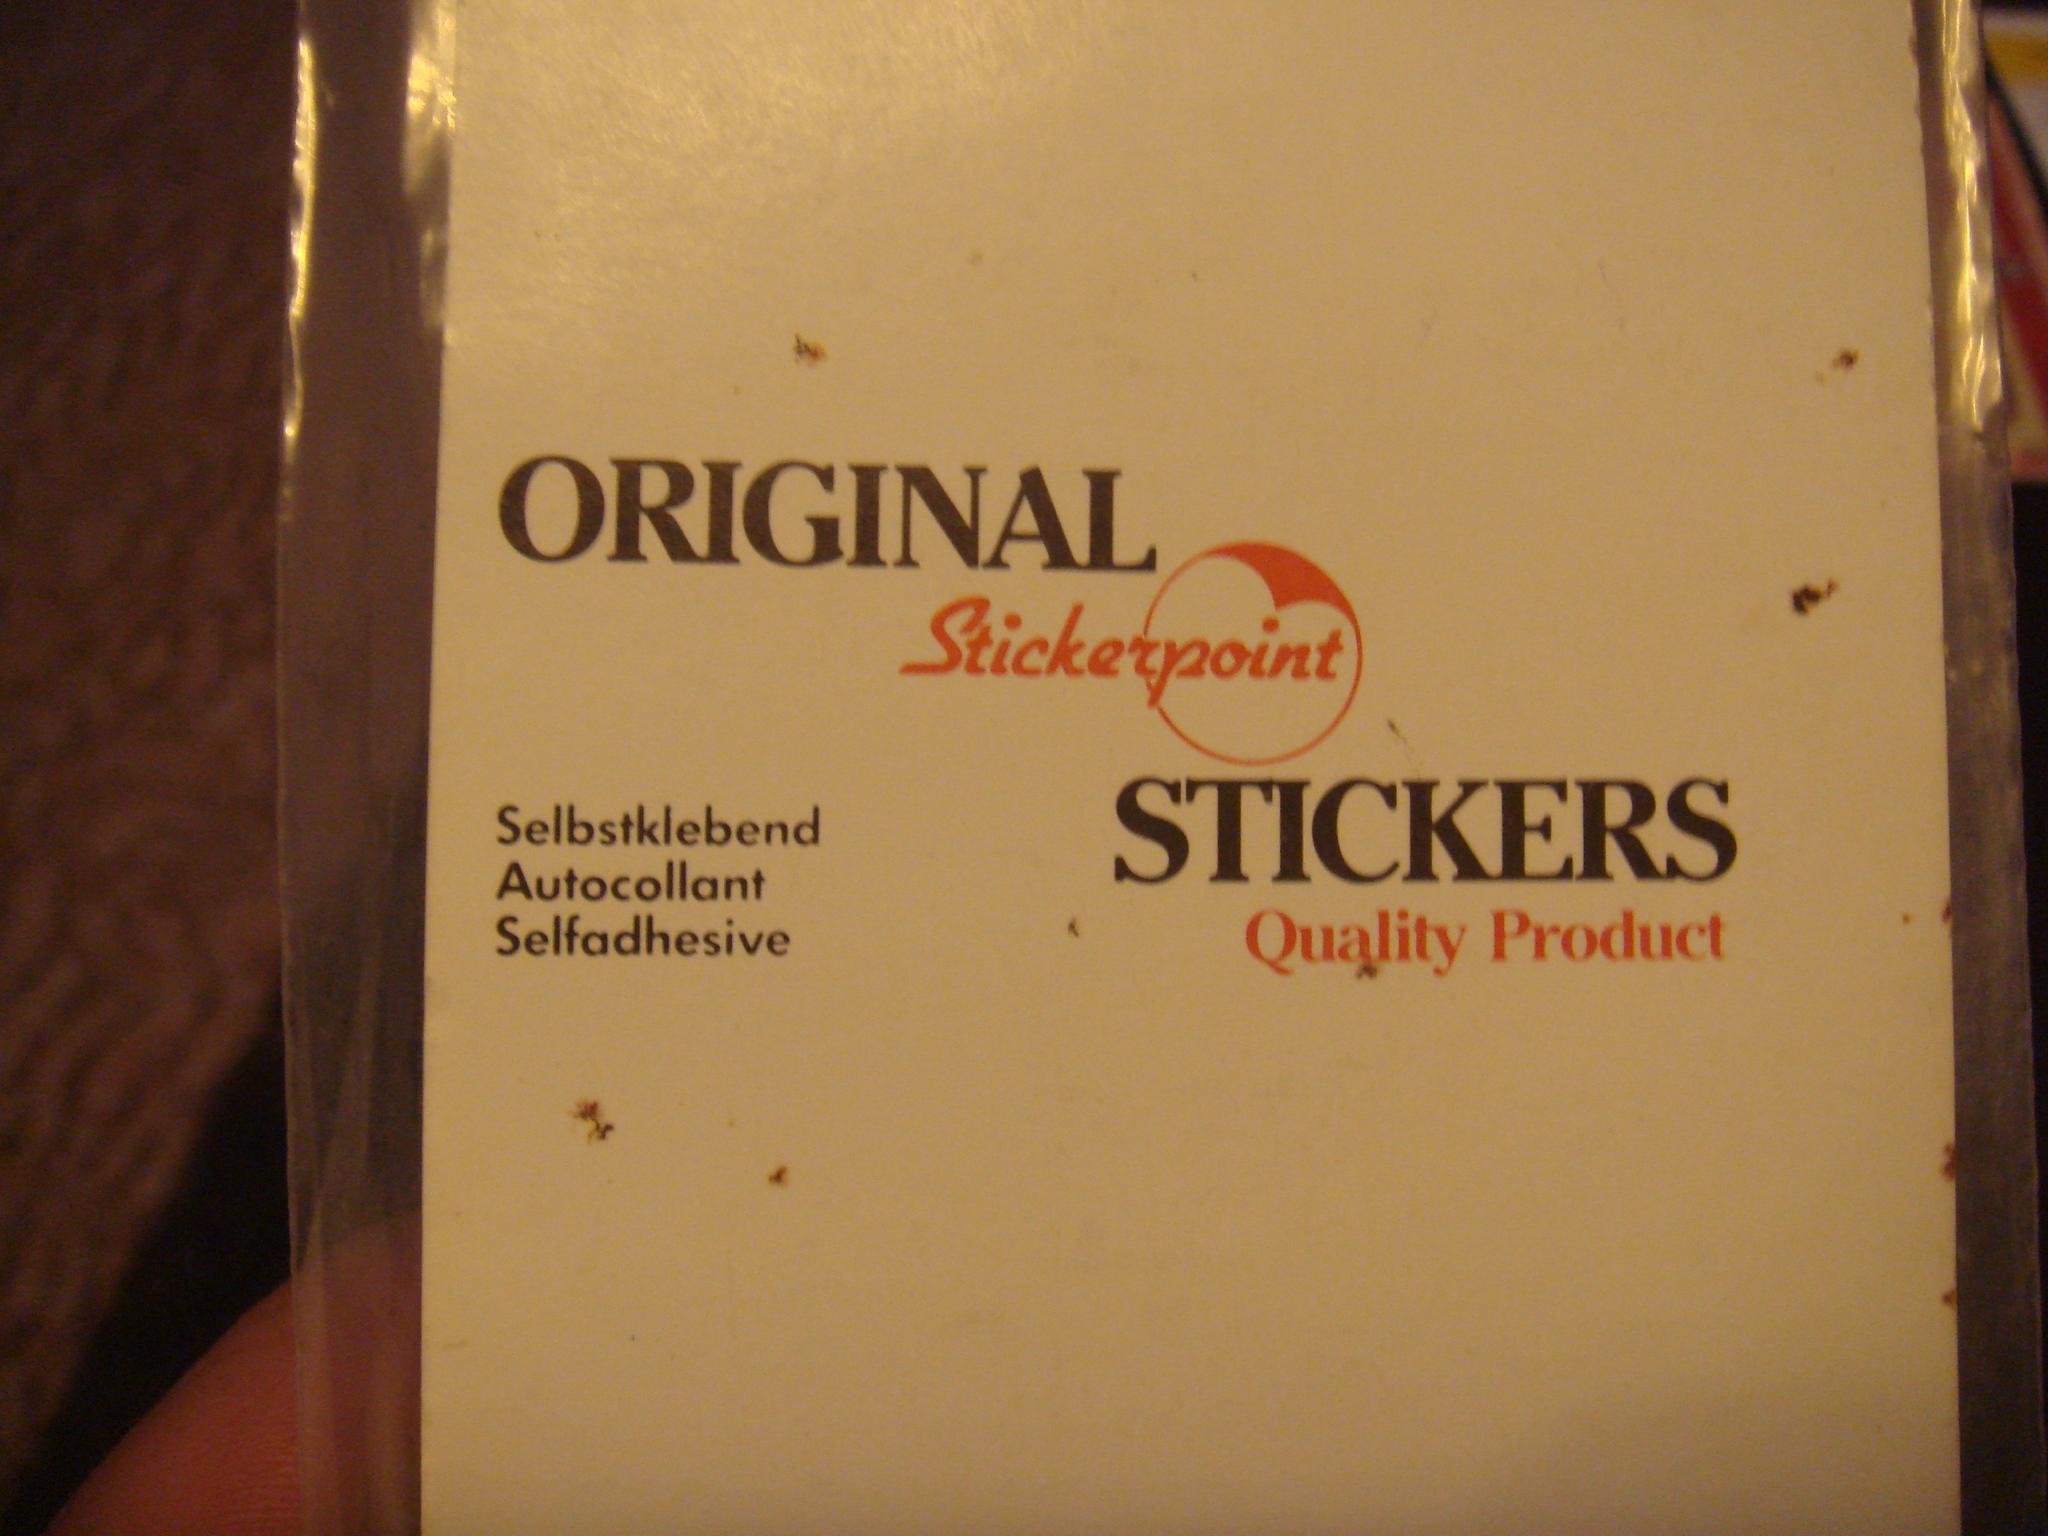 ORIGINAL
Stickerpoint
STICKERS
Quality Product
Selbstklebend
Autocollant
Selfadhesive